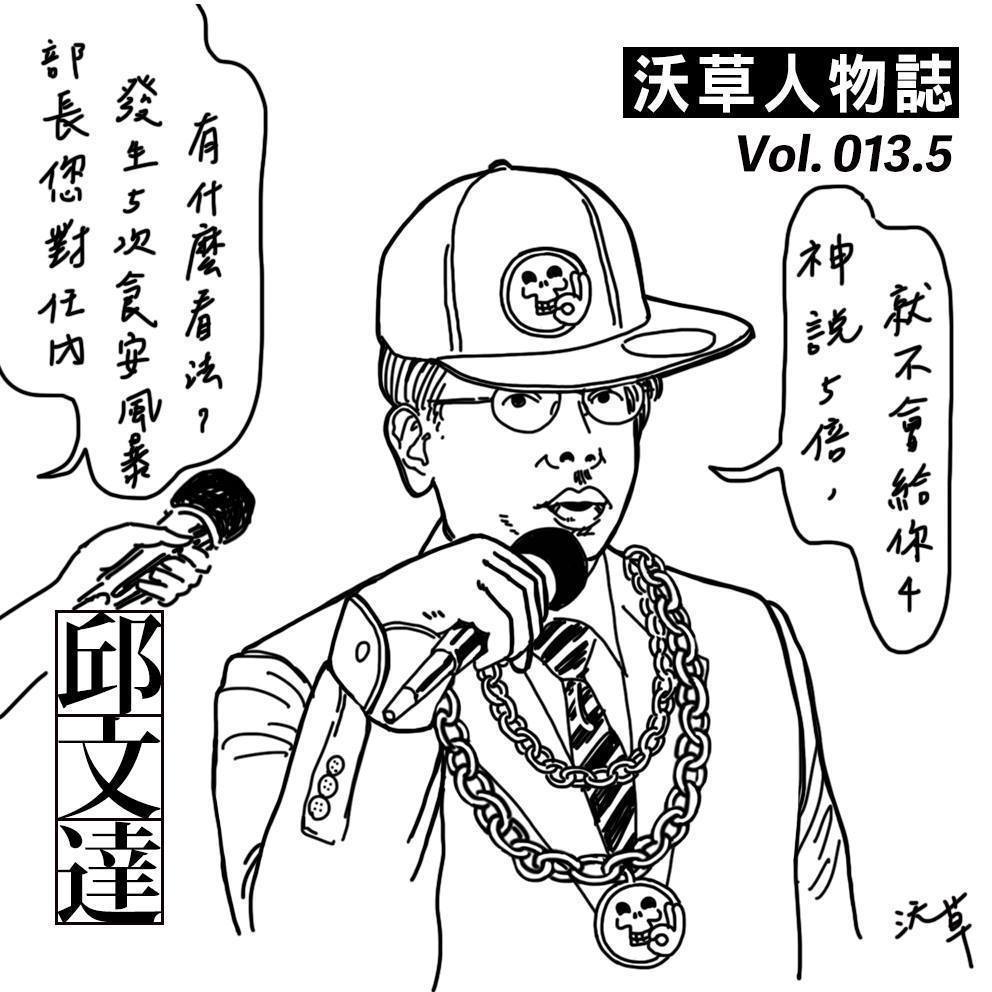 沃草人物誌
Vol. 013.5
部長您對任內
發生5次食安風暴
有什麼看法？
神說5倍，
就不會給你4
邱文達
沃草